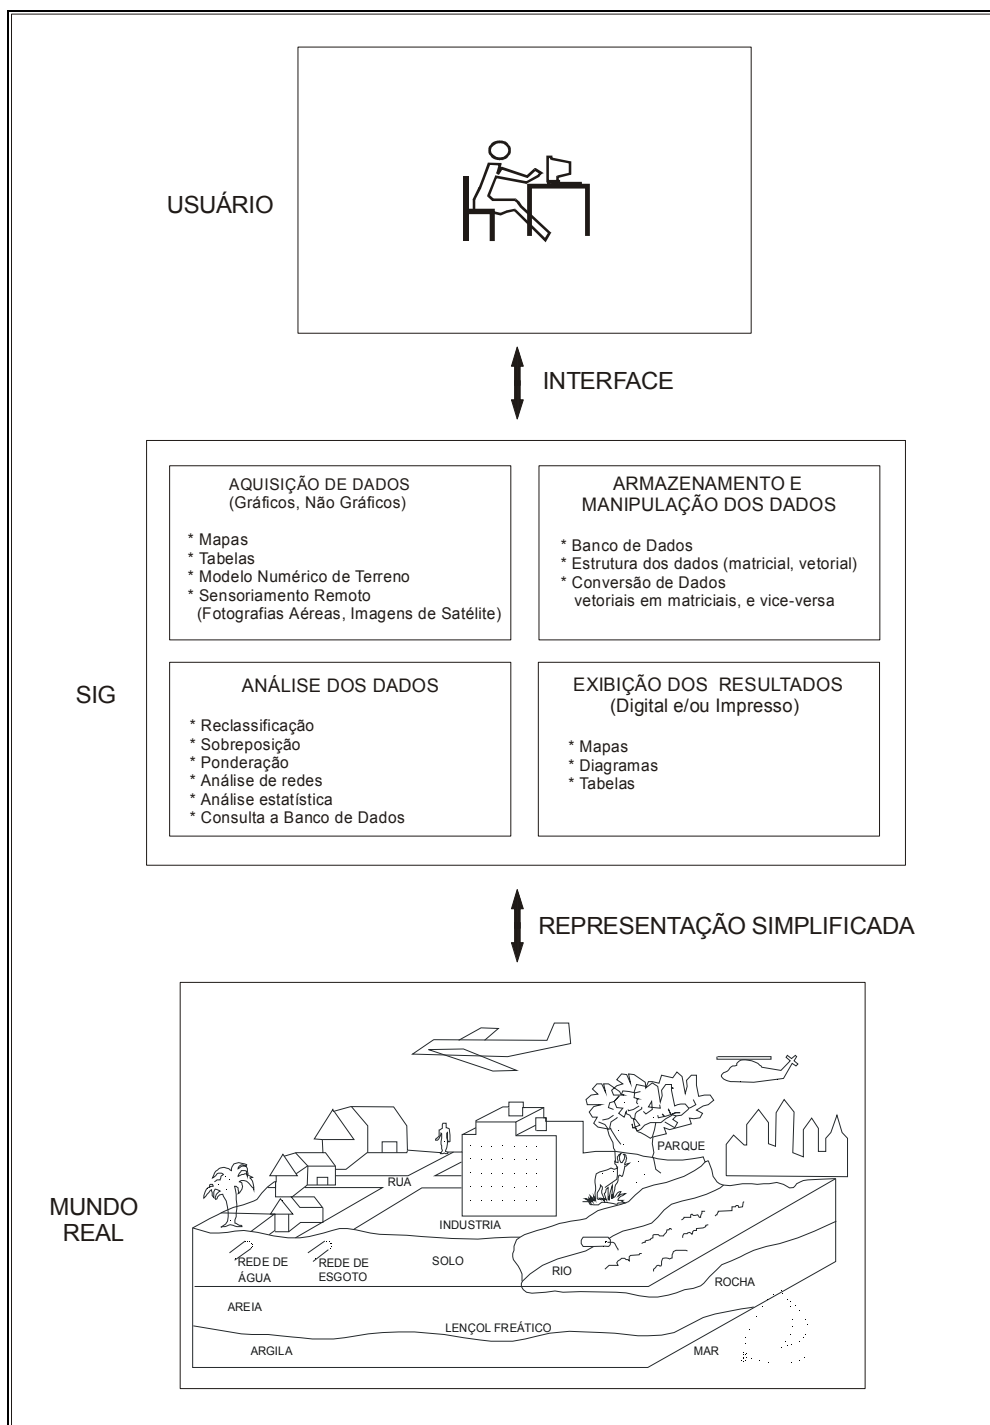 USUÁRIO
INTERFACE
AQUISIÇÃO DE DADOS
(Gráficos, Não Gráficos)
* Mapas
* Tabelas
* Modelo Numérico de Terreno
* Sensoriamento Remoto
(Fotografias Aéreas, Imagens de Satélite)
ARMAZENAMENTO E
MANIPULAÇÃO DOS DADOS
* Banco de Dados
* Estrutura dos dados (matricial, vetorial)
* Conversão de Dados
vetoriais em matriciais, e vice-versa
SIG
ANÁLISE DOS DADOS
* Reclassificação
* Sobreposição
* Ponderação
* Análise de redes
* Análise estatística
* Consulta a Banco de Dados
EXIBIÇÃO DOS RESULTADOS
(Digital e/ou Impresso)
* Mapas
* Diagramas
* Tabelas
REPRESENTAÇÃO SIMPLIFICADA
MUNDO
REAL
PARQUE
RUA
INDUSTRIA
REDE DE
ÁGUA
REDE DE
ESGOTO
SOLO
RIO
ROCHA
AREIA
LENÇOL FREÁTICO
ARGILA
MAR